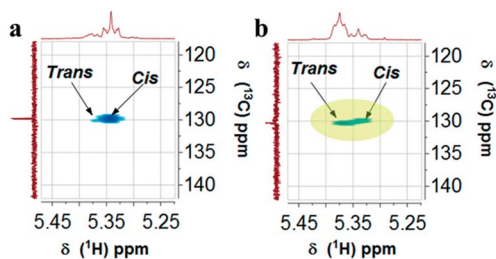 a
Trans
Cis
120
125
130
135
140
δ (¹³C) ppm
5.45
5.35
5.25
δ (¹H) ppm
b
Trans
Cis
120
125
130
135
140
δ (¹³C) ppm
5.45
5.35
5.25
δ (¹H) ppm